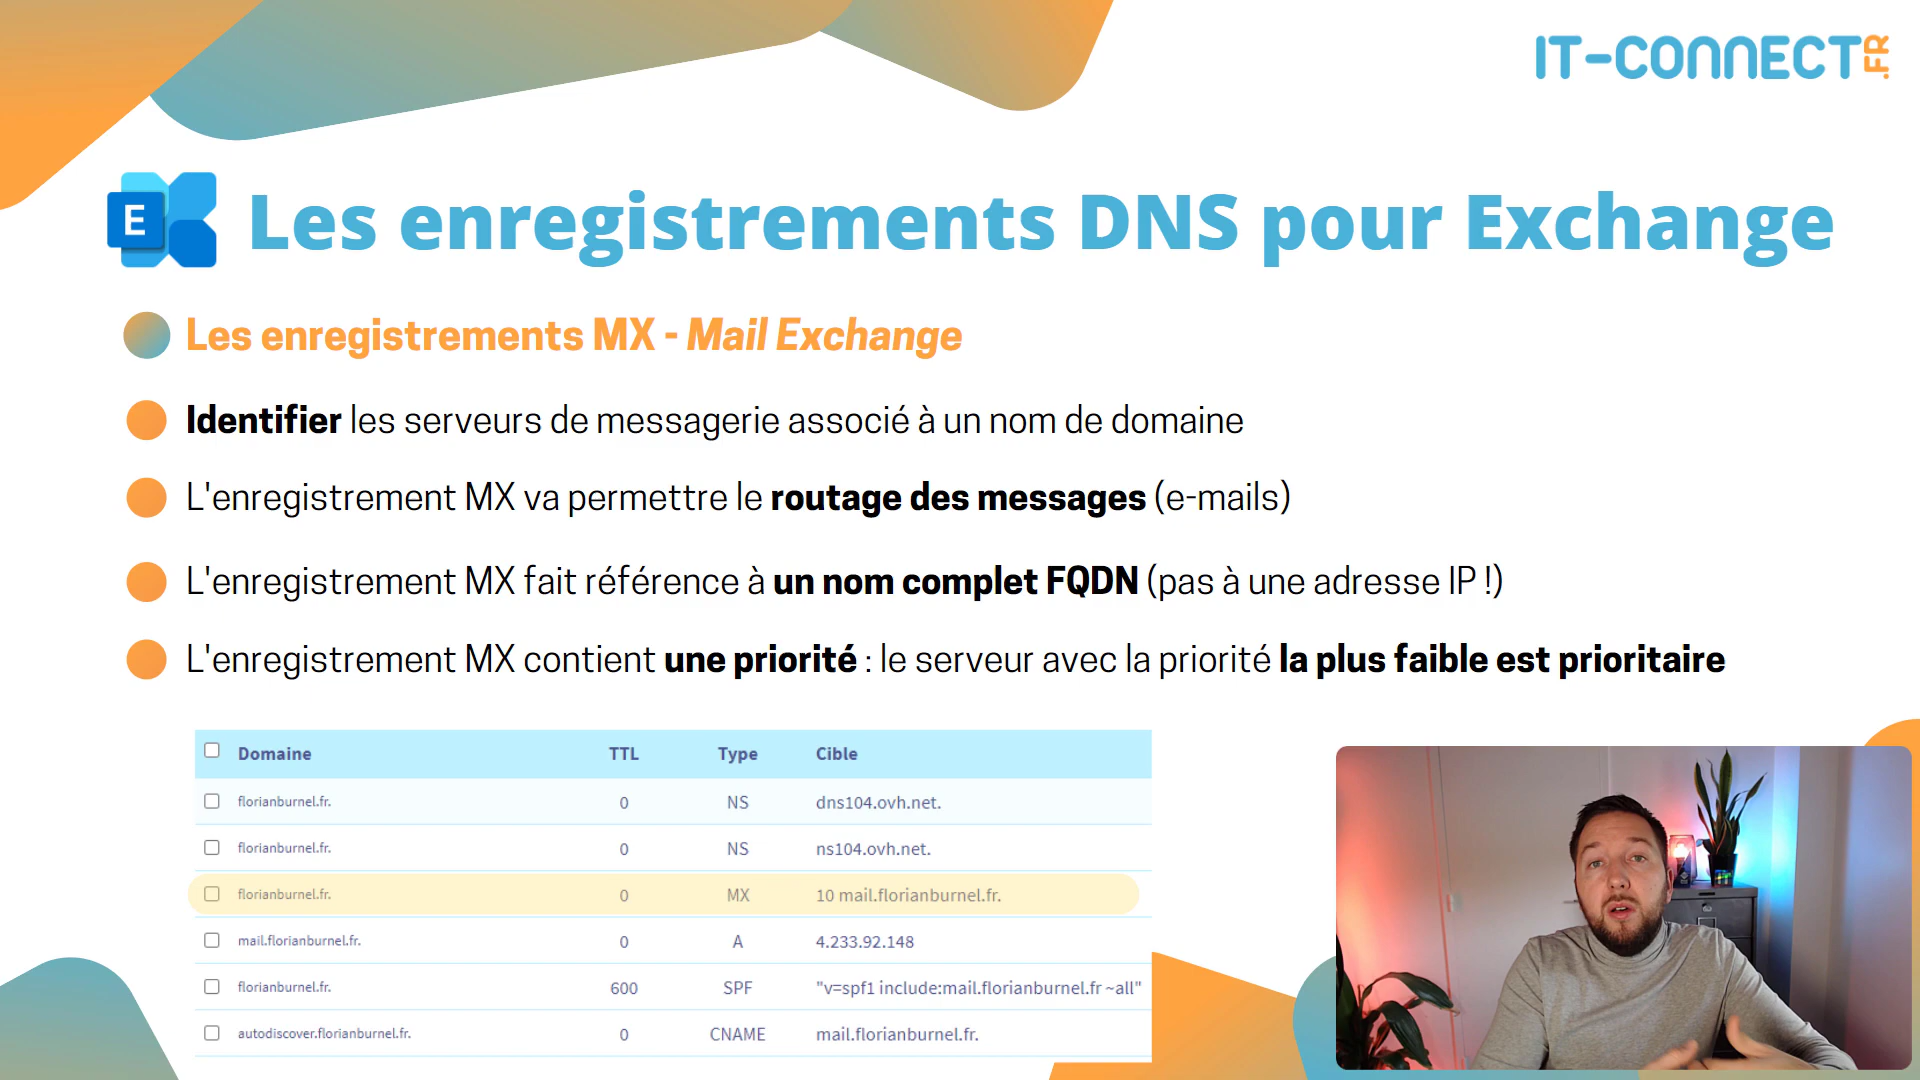 IT-CONNECT.FR
E
Les enregistrements DNS pour Exchange
Les enregistrements MX - Mail Exchange
Identifier les serveurs de messagerie associé à un nom de domaine
L'enregistrement MX va permettre le routage des messages (e-mails)
L'enregistrement MX fait référence à un nom complet FQDN (pas à une adresse IP !)
L'enregistrement MX contient une priorité : le serveur avec la priorité la plus faible est prioritaire
Domaine TTL Type Cible
florianburnel.fr. 0 NS dns104.ovh.net.
florianburnel.fr. 0 NS ns104.ovh.net.
florianburnel.fr. 0 MX 10 mail.florianburnel.fr.
mail.florianburnel.fr. 0 A 4.233.92.148
florianburnel.fr. 600 SPF "v=spf1 include:mail.florianburnel.fr ~all"
autodiscover.florianburnel.fr. 0 CNAME mail.florianburnel.fr.